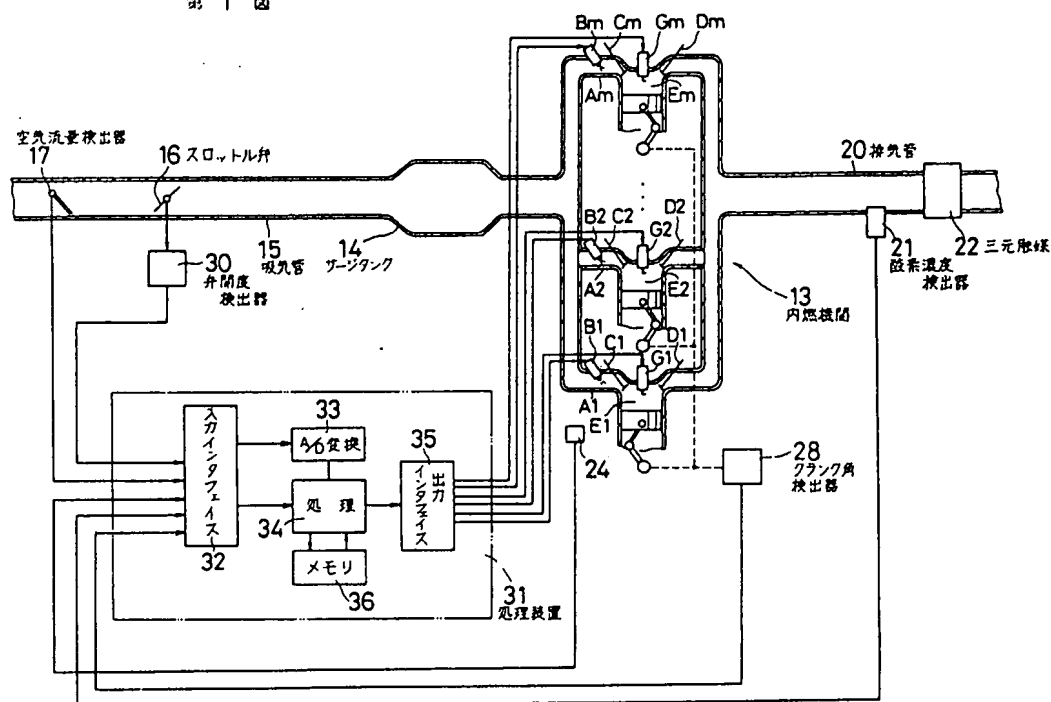 第 1 図
Bm Cm Gm Dm
Am Em
空気流量検出器
17
16 スロットル弁
20 排気管
15
吸気管
14
サージタンク
30
弁開度
検出器
B2 C2 G2 D2
A2 E2
B1 C1 G1 D1
A1 E1
13
内燃機関
21
酸素濃度
検出器
22 三元触媒
24
28
クランク角
検出器
入力インタフェイス
32
33
A/D変換
34
処理
メモリ
36
35
出力
インタフェイス
31
処理装置